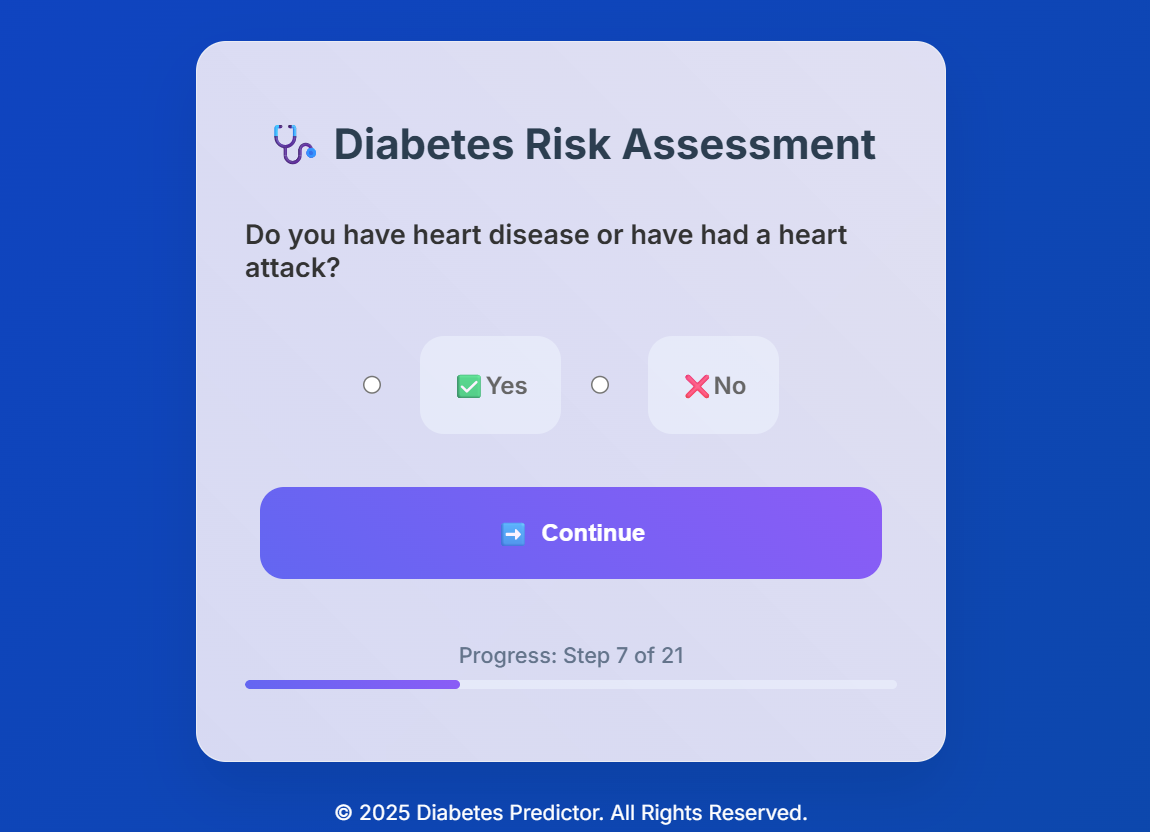 Diabetes Risk Assessment
Do you have heart disease or have had a heart
attack?
Yes
No
Continue
Progress: Step 7 of 21
© 2025 Diabetes Predictor. All Rights Reserved.